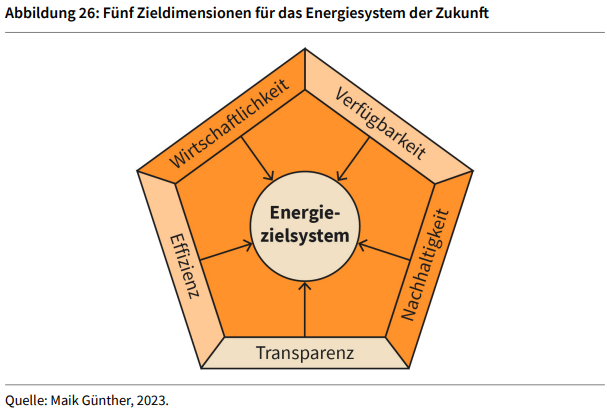 Abbildung 26: Fünf Zieldimensionen für das Energiesystem der Zukunft
Wirtschaftlichkeit
Verfügbarkeit
Energie-
zielsystem
Effizienz
Nachhaltigkeit
Transparenz
Quelle: Maik Günther, 2023.